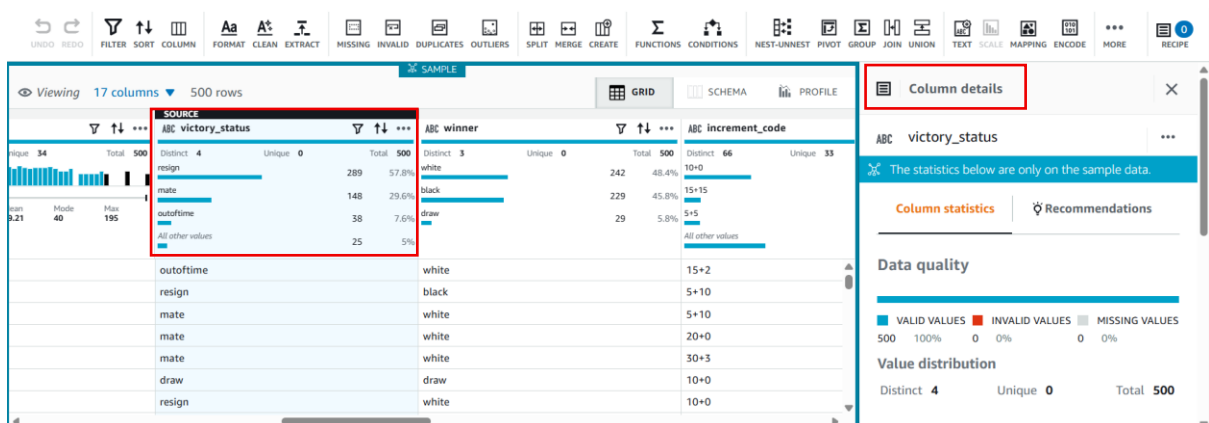 UNDO REDO FILTER SORT COLUMN FORMAT CLEAN EXTRACT MISSING INVALID DUPLICATES OUTLIERS SPLIT MERGE CREATE FUNCTIONS CONDITIONS NEST-UNNEST PIVOT GROUP JOIN UNION TEXT SCALE MAPPING ENCODE MORE RECIPE
0
SAMPLE
Viewing 17 columns 500 rows
GRID SCHEMA PROFILE
SOURCE
ABC victory_status
ABC winner
ABC increment_code
34 Total 500
Distinct 4 Unique 0 Total 500
Distinct 3 Unique 0 Total 500
Distinct 66 Unique 33
resign 289 57.8%
white 242 48.4%
10+0
mate 148 29.6%
black 229 45.8%
15+15
Mode 40 Max 195
outoftime 38 7.6%
draw 29 5.8%
5+5
All other values 25 5%
All other values
outoftime white 15+2
resign black 5+10
mate white 5+10
mate white 20+0
mate white 30+3
draw draw 10+0
resign white 10+0
Column details
ABC victory_status
The statistics below are only on the sample data.
Column statistics Recommendations
Data quality
VALID VALUES INVALID VALUES MISSING VALUES
500 100% 0 0% 0 0%
Value distribution
Distinct 4 Unique 0 Total 500